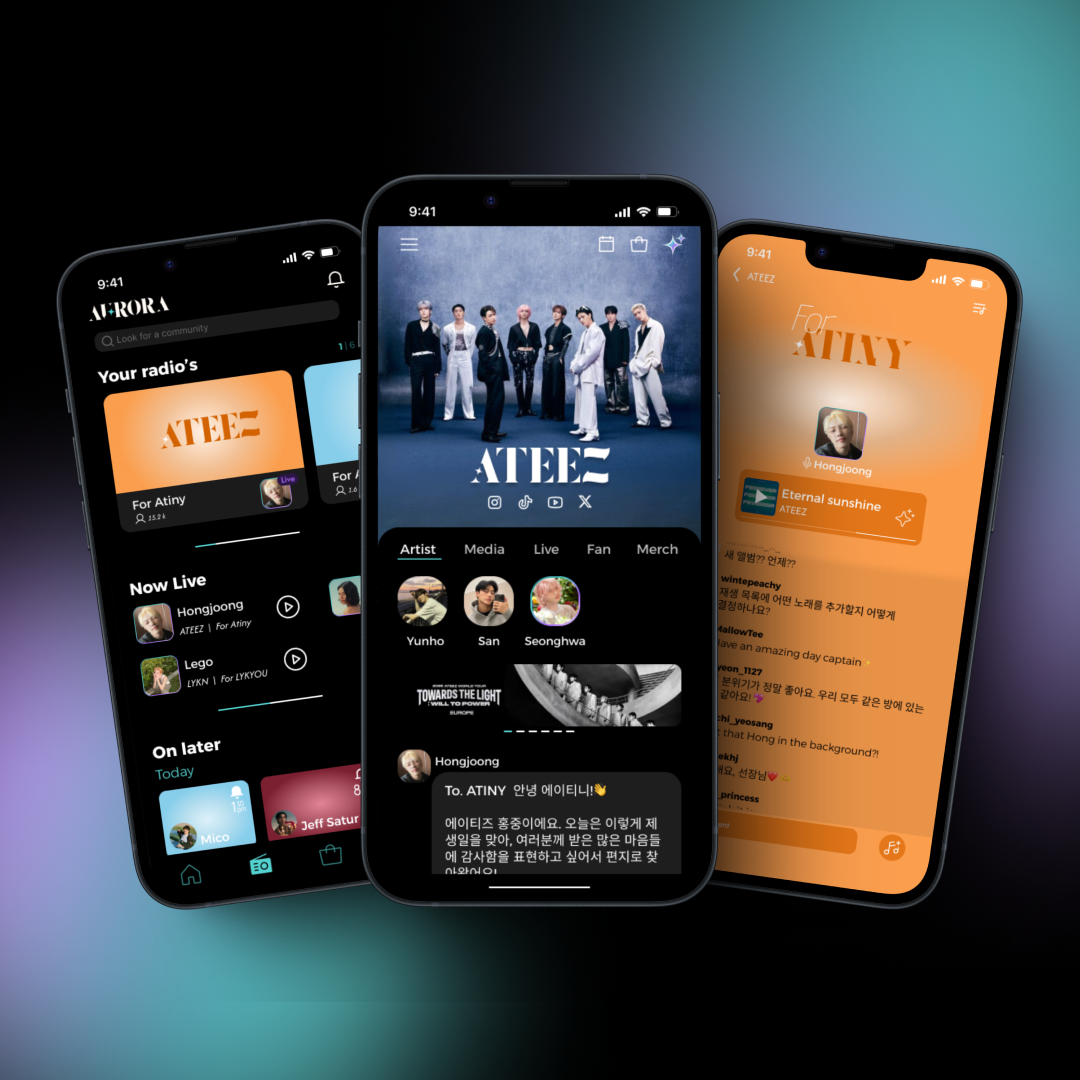 9:41
AURORA
Look for a community
1 | 6
Your radio's
ATEEZ
For Atiny
15.2 k
Live
For
1.6
Now Live
Hongjoong
ATEEZ | For Atiny
Lego
LYKN | For LYKYOU
On later
Today
Mico
Jeff Satur
9:41
ATEEZ
Artist
Media
Live
Fan
Merch
Yunho
San
Seonghwa
TOWARDS THE LIGHT
WILL TO POWER
EUROPE
Hongjoong
To. ATINY 안녕 에이티니!👋
에이티즈 홍중이에요. 오늘은 이렇게 제
생일을 맞아, 여러분께 받은 많은 마음들
에 감사함을 표현하고 싶어서 편지로 찾
아왔어요!
9:41
ATEEZ
For
ATINY
Hongjoong
Eternal sunshine
ATEEZ
새 앨범?? 언제??
wintepeachy
재생 목록에 어떤 노래를 추가할지 어떻게
결정하나요?
MallowTee
Have an amazing day captain
yeon_1127
분위기가 정말 좋아요. 우리 모두 같은 방에 있는
같아요!
chi_yeosang
that Hong in the background?!
ekhj
선장님
_princess